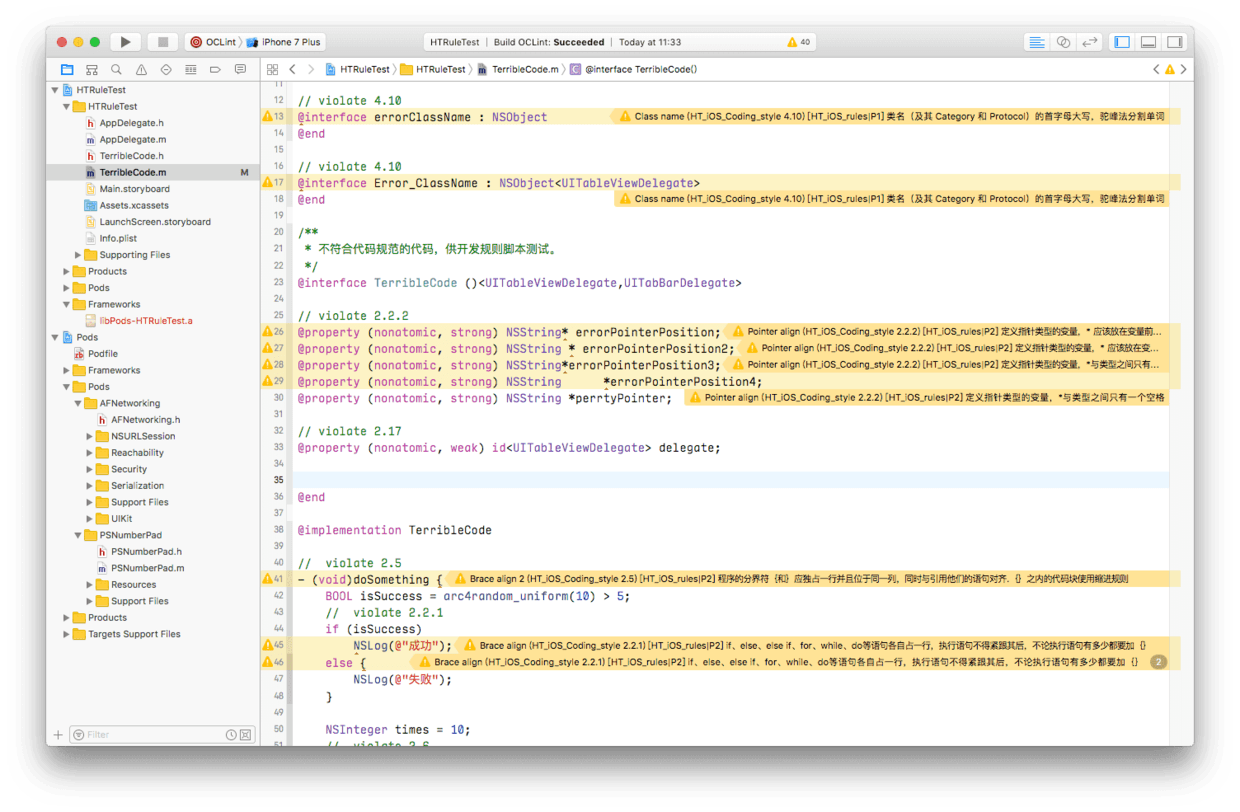 OCLint 〉 iPhone 7 Plus
HTRuleTest | Build OCLint: Succeeded | Today at 11:33
40
HTRuleTest 〉 HTRuleTest 〉 TerribleCode.m 〉 @interface TerribleCode()
HTRuleTest
HTRuleTest
AppDelegate.h
AppDelegate.m
TerribleCode.h
TerribleCode.m M
Main.storyboard
Assets.xcassets
LaunchScreen.storyboard
Info.plist
Supporting Files
Products
Pods
Frameworks
libPods-HTRuleTest.a
Pods
Podfile
Frameworks
Pods
AFNetworking
AFNetworking.h
NSURLSession
Reachability
Security
Serialization
Support Files
UIKit
PSNumberPad
PSNumberPad.h
PSNumberPad.m
Resources
Support Files
Products
Targets Support Files
Filter
11
12 // violate 4.10
13 @interface errorClassName : NSObject Class name (HT_iOS_Coding_style 4.10) [HT_iOS_rules|P1] 类名（及其 Category 和 Protocol）的首字母大写，驼峰法分割单词
14 @end
15
16 // violate 4.10
17 @interface Error_ClassName : NSObject<UITableViewDelegate>
18 @end Class name (HT_iOS_Coding_style 4.10) [HT_iOS_rules|P1] 类名（及其 Category 和 Protocol）的首字母大写，驼峰法分割单词
19
20 /**
21 * 不符合代码规范的代码，供开发规则脚本测试。
22 */
23 @interface TerribleCode ()<UITableViewDelegate,UITabBarDelegate>
24
25 // violate 2.2.2
26 @property (nonatomic, strong) NSString* errorPointerPosition; Pointer align (HT_iOS_Coding_style 2.2.2) [HT_iOS_rules|P2] 定义指针类型的变量，* 应该放在变量前...
27 @property (nonatomic, strong) NSString * errorPointerPosition2; Pointer align (HT_iOS_Coding_style 2.2.2) [HT_iOS_rules|P2] 定义指针类型的变量，* 应该放在变...
28 @property (nonatomic, strong) NSString*errorPointerPosition3; Pointer align (HT_iOS_Coding_style 2.2.2) [HT_iOS_rules|P2] 定义指针类型的变量，*与类型之间只有...
29 @property (nonatomic, strong) NSString *errorPointerPosition4;
30 @property (nonatomic, strong) NSString *perrtyPointer; Pointer align (HT_iOS_Coding_style 2.2.2) [HT_iOS_rules|P2] 定义指针类型的变量，*与类型之间只有一个空格
31
32 // violate 2.17
33 @property (nonatomic, weak) id<UITableViewDelegate> delegate;
34
35
36 @end
37
38 @implementation TerribleCode
39
40 // violate 2.5
41 - (void)doSomething { Brace align 2 (HT_iOS_Coding_style 2.5) [HT_iOS_rules|P2] 程序的分界符｛和｝应独占一行并且位于同一列，同时与引用他们的语句对齐. {} 之内的代码块使用缩进规则
42 BOOL isSuccess = arc4random_uniform(10) > 5;
43 // violate 2.2.1
44 if (isSuccess)
45 NSLog(@"成功"); Brace align (HT_iOS_Coding_style 2.2.1) [HT_iOS_rules|P2] if、else、else if、for、while、do等语句各自占一行，执行语句不得紧跟其后，不论执行语句有多少都要加 {}
46 else { Brace align (HT_iOS_Coding_style 2.2.1) [HT_iOS_rules|P2] if、else、else if、for、while、do等语句各自占一行，执行语句不得紧跟其后，不论执行语句有多少都要加 {} 2
47 NSLog(@"失败");
48 }
49
50 NSInteger times = 10;
51 // violate 2.6